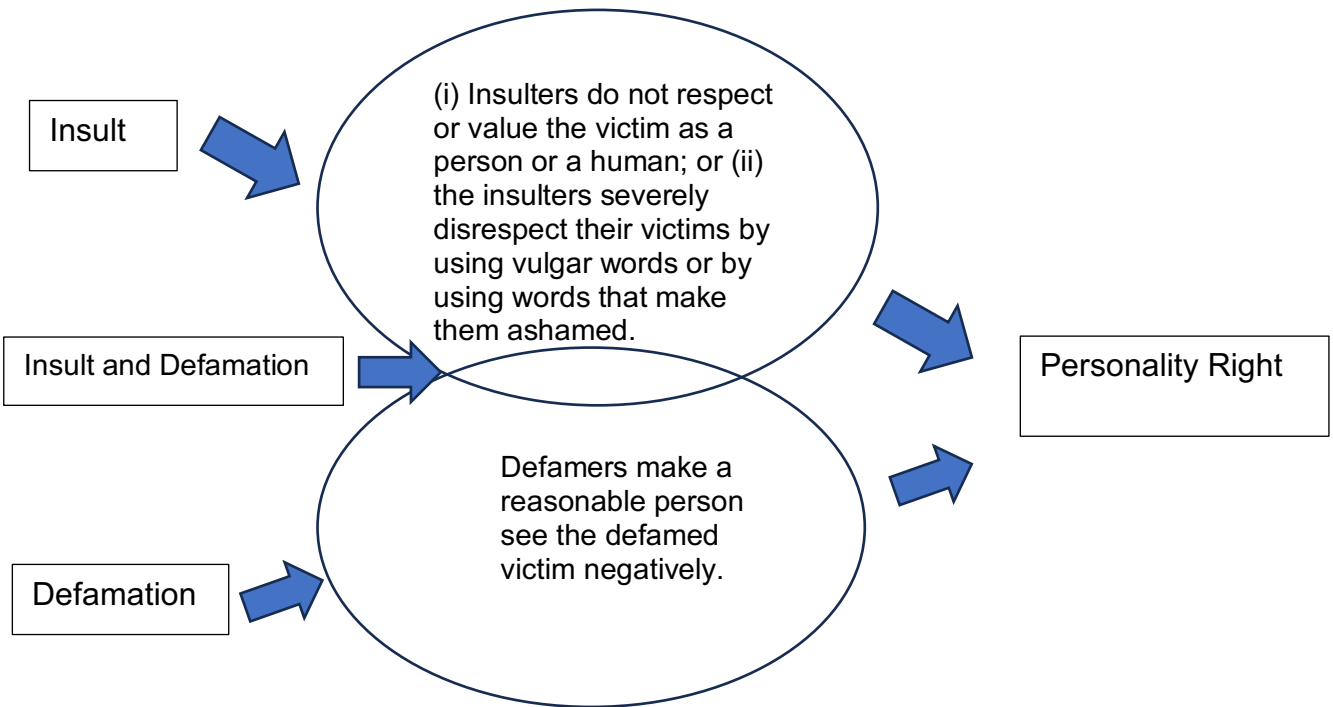 Insult
(i) Insulters do not respect
or value the victim as a
person or a human; or (ii)
the insulters severely
disrespect their victims by
using vulgar words or by
using words that make
them ashamed.
Insult and Defamation
Personality Right
Defamers make a
reasonable person
see the defamed
victim negatively.
Defamation